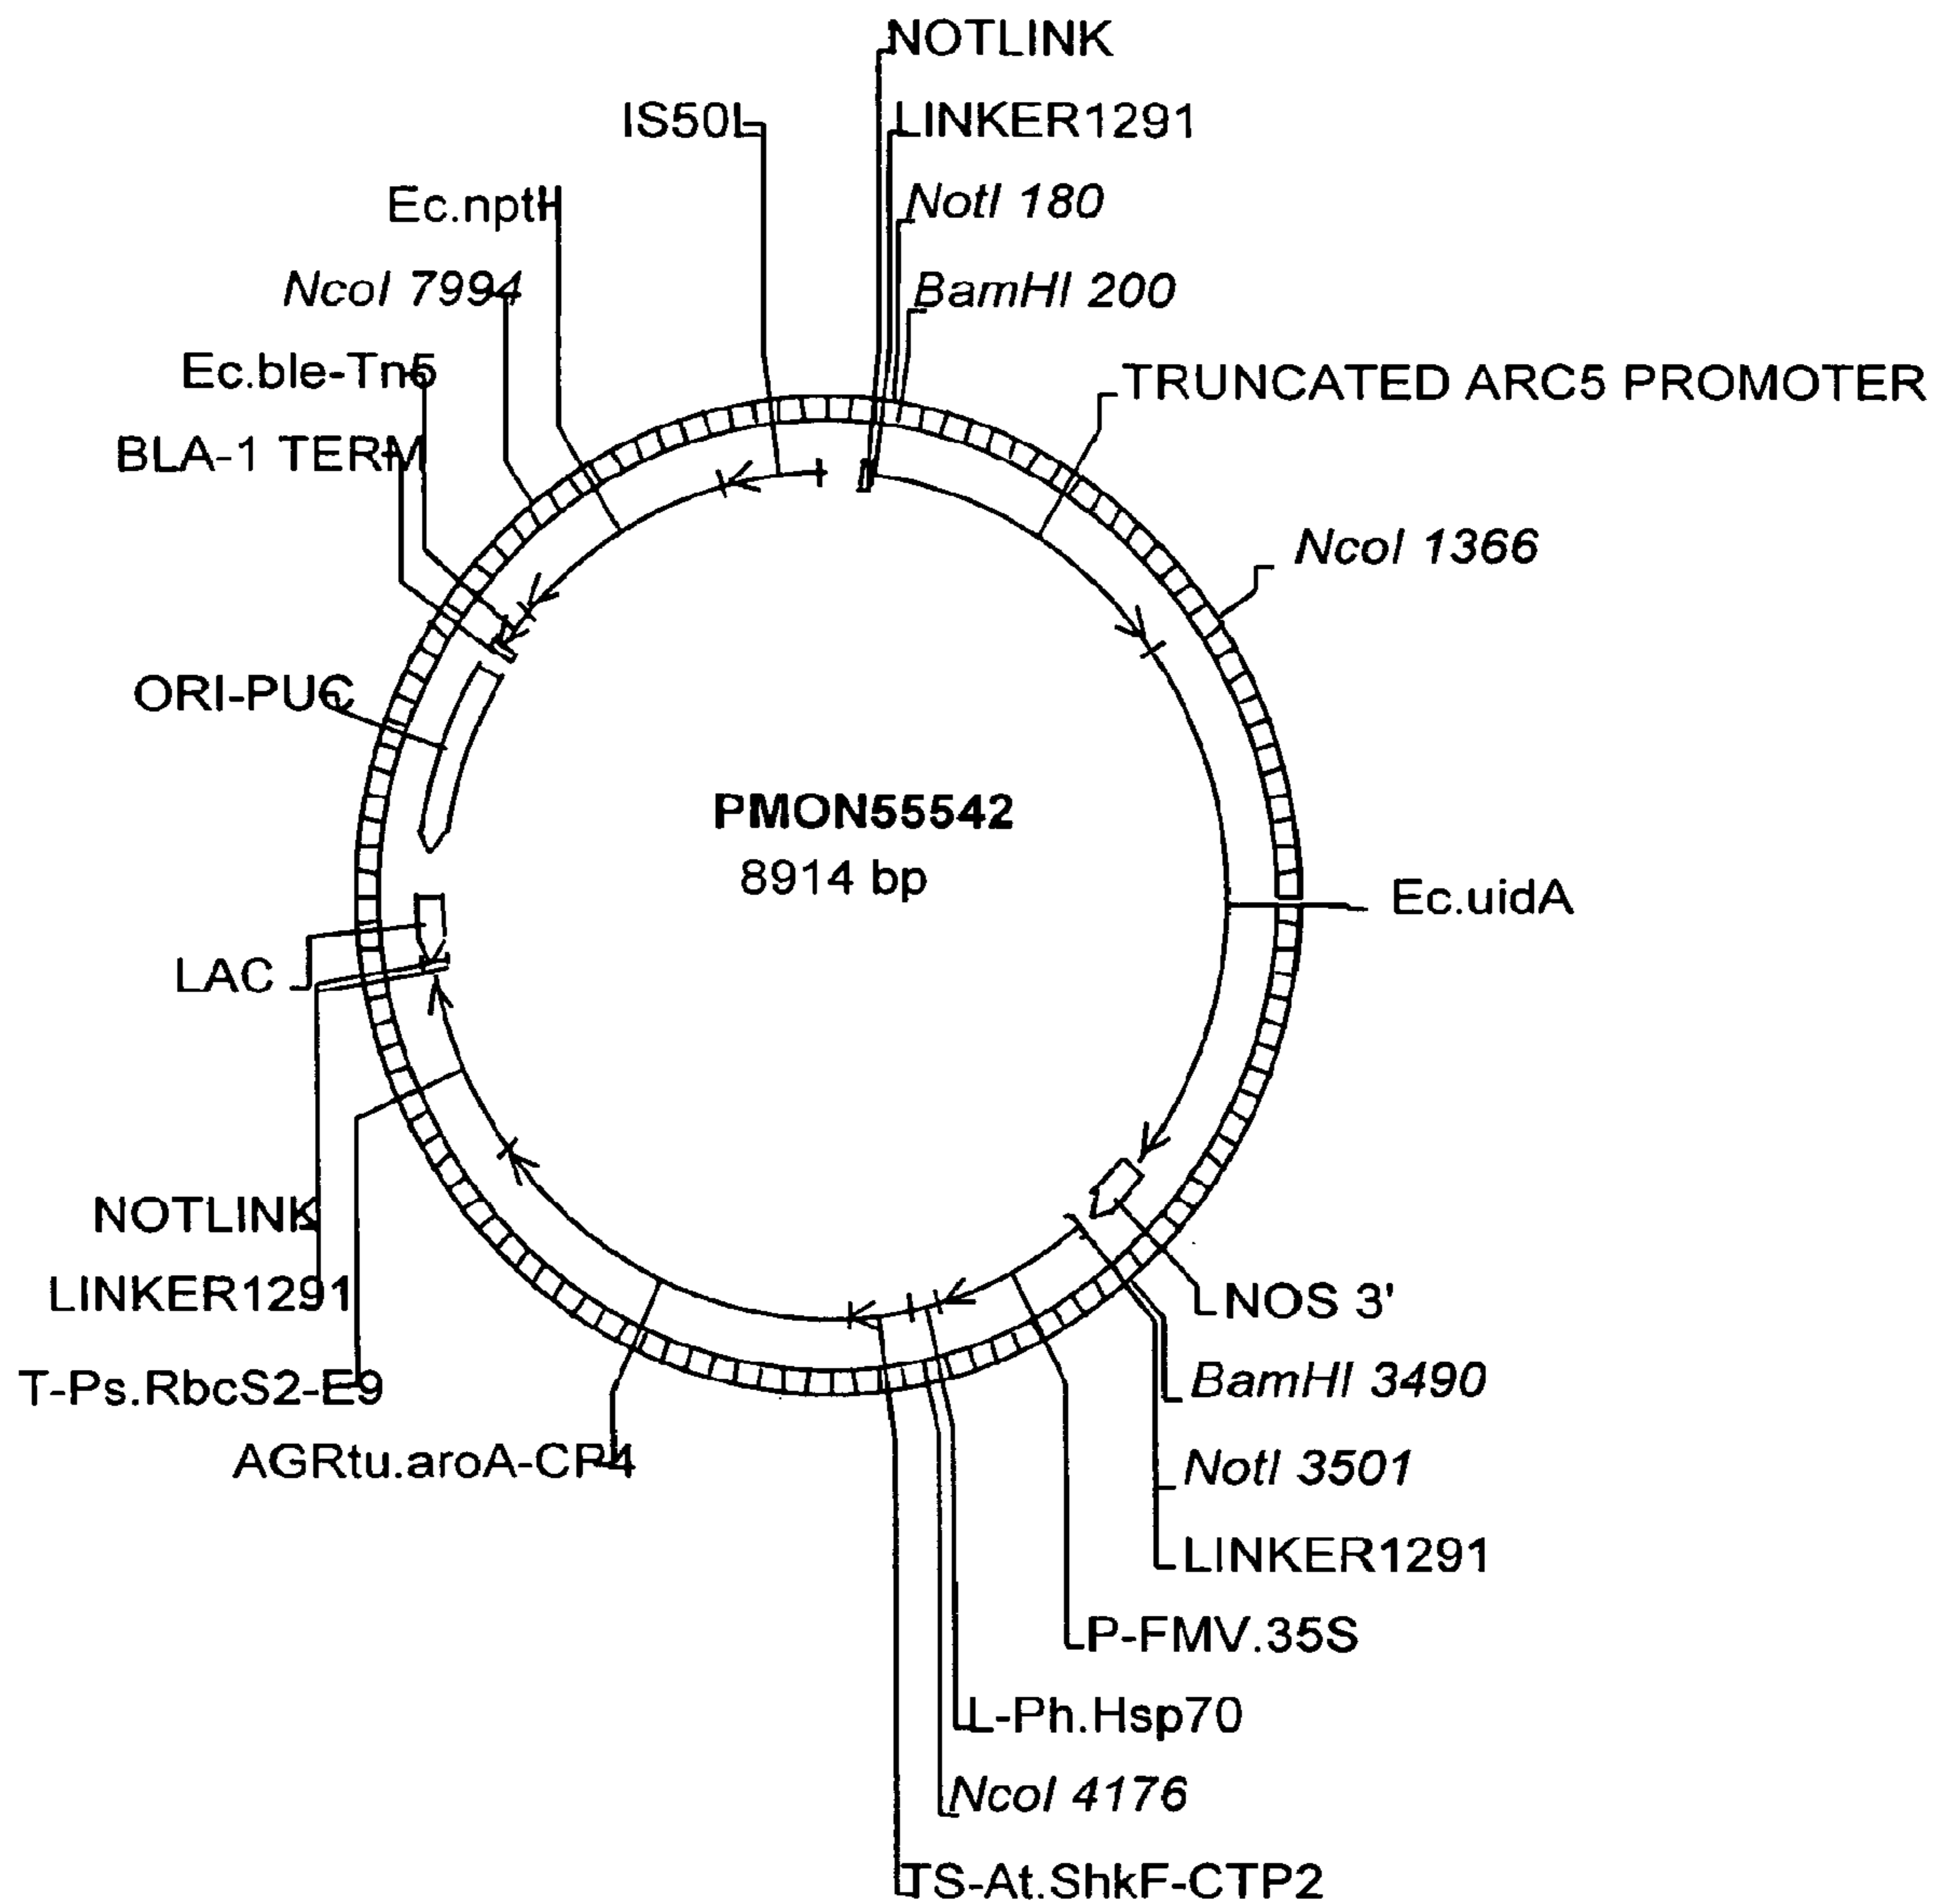 NOTLINK
IS50L
LINKER1291
Ec.nptII
NotI 180
NcoI 7994
BamHI 200
Ec.ble-Tn5
TRUNCATED ARC5 PROMOTER
BLA-1 TERM
NcoI 1366
ORI-PUC
PMON55542
8914 bp
Ec.uidA
LAC
NOTLINK
LINKER1291
NOS 3'
T-Ps.RbcS2-E9
BamHI 3490
AGRtu.aroA-CP4
NotI 3501
LINKER1291
P-FMV.35S
L-Ph.Hsp70
NcoI 4176
TS-At.ShkF-CTP2